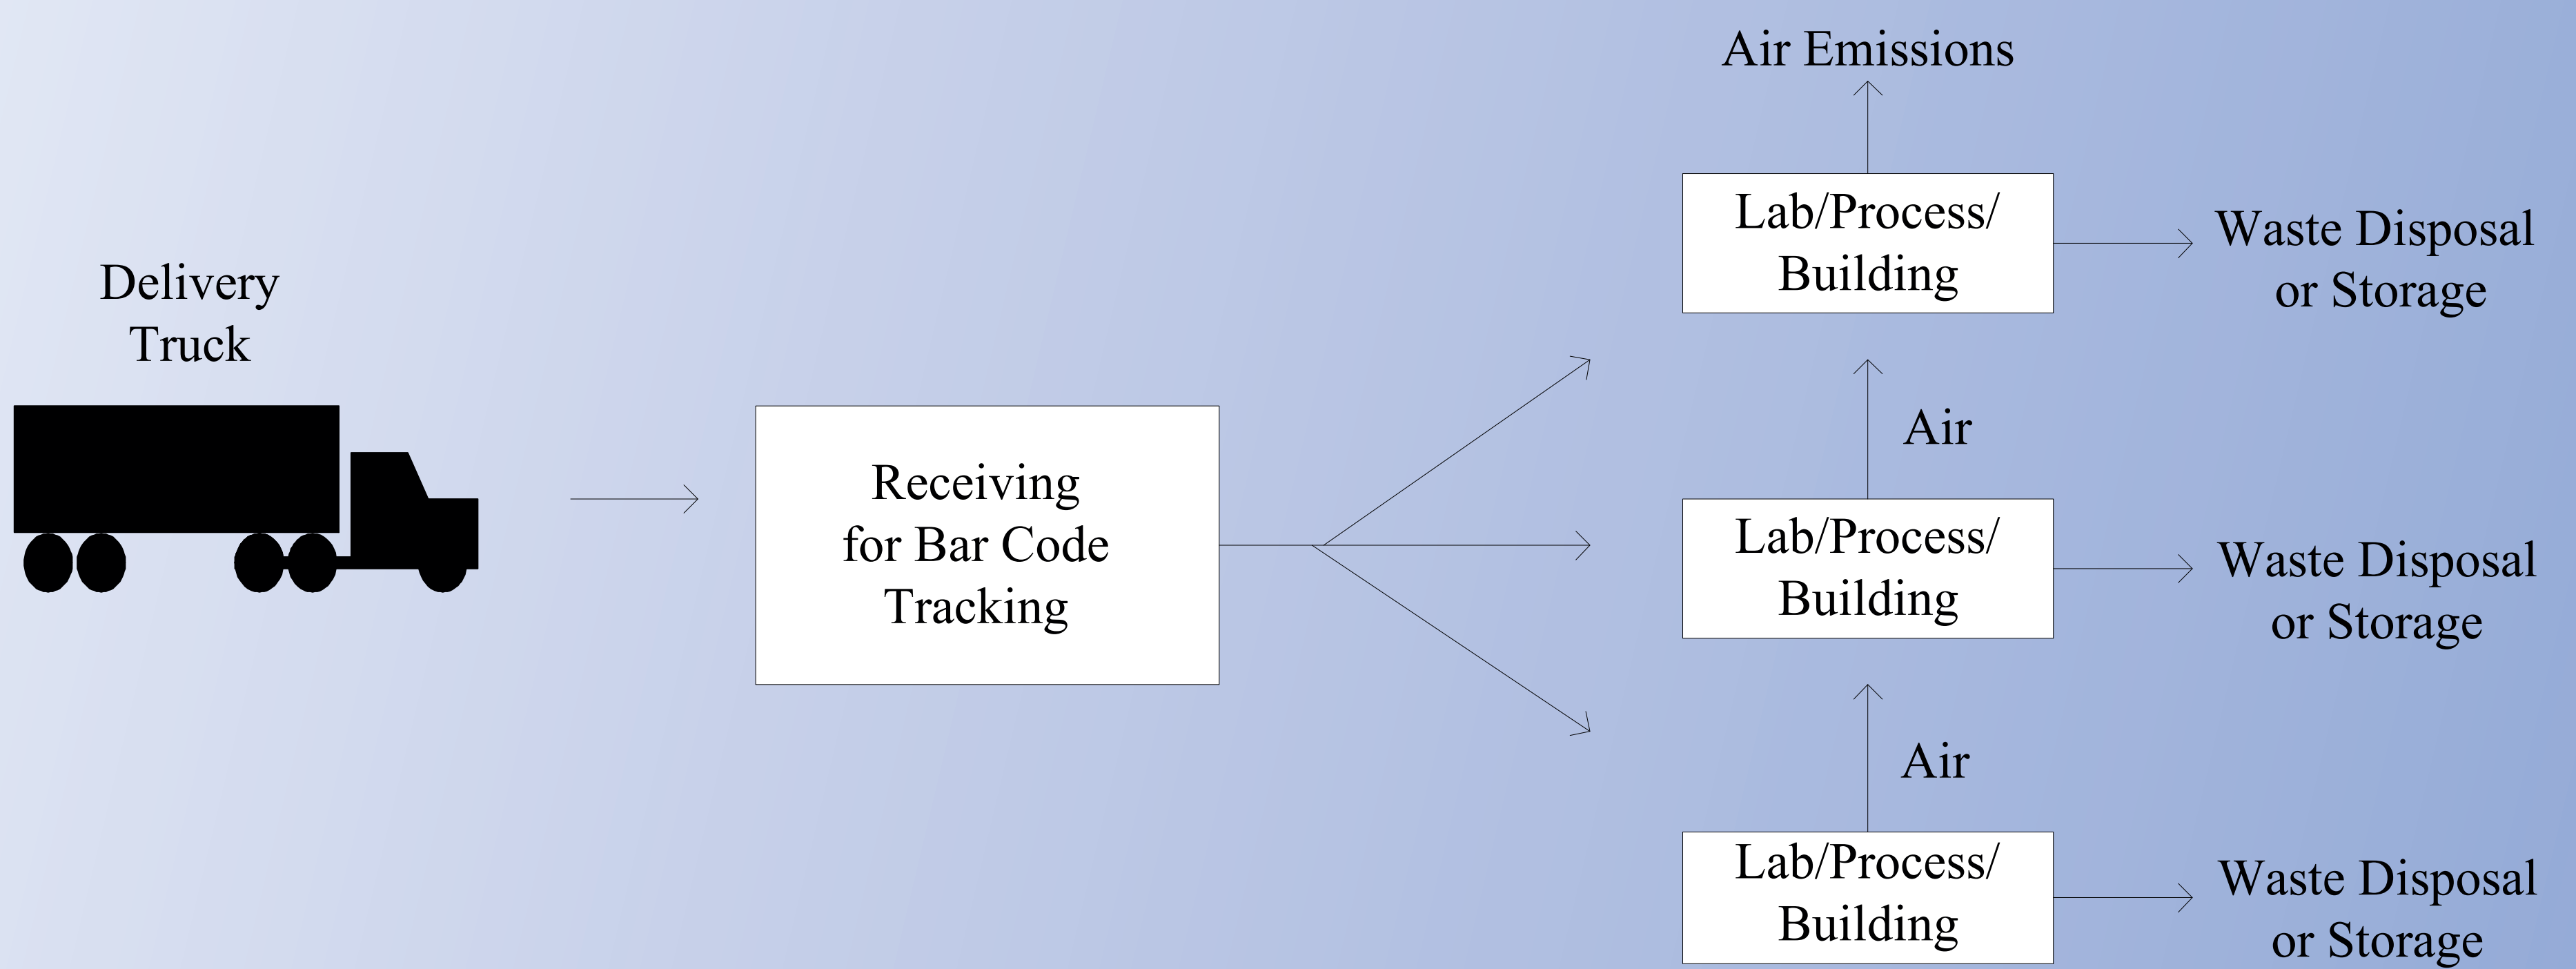 Delivery
Truck
Receiving
for Bar Code
Tracking
Air Emissions
Lab/Process/
Building
Waste Disposal
or Storage
Air
Lab/Process/
Building
Waste Disposal
or Storage
Air
Lab/Process/
Building
Waste Disposal
or Storage